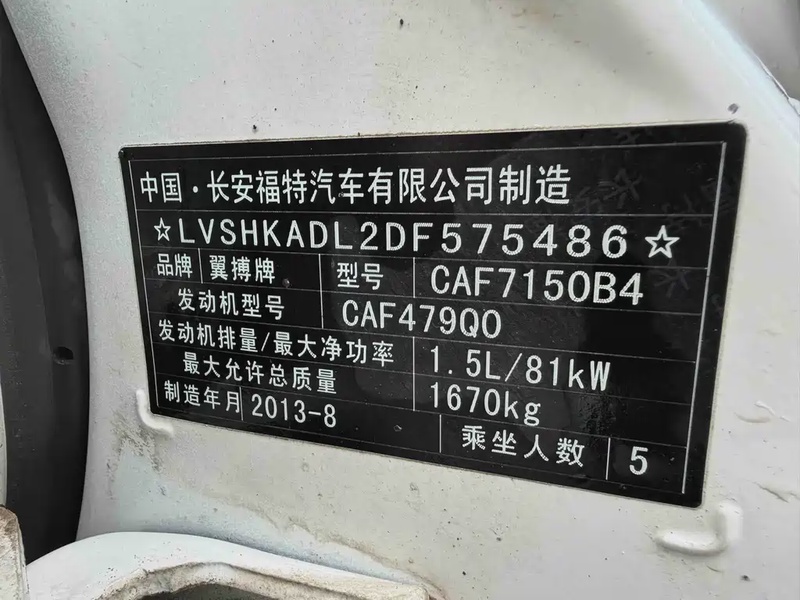 中国·长安福特汽车有限公司制造
☆LVSHKADL2DF575486☆
品牌 翼搏牌 型号 CAF7150B4
发动机型号 CAF479Q0
发动机排量/最大净功率 1.5L/81kW
最大允许总质量 1670kg
制造年月 2013-8 乘坐人数 5